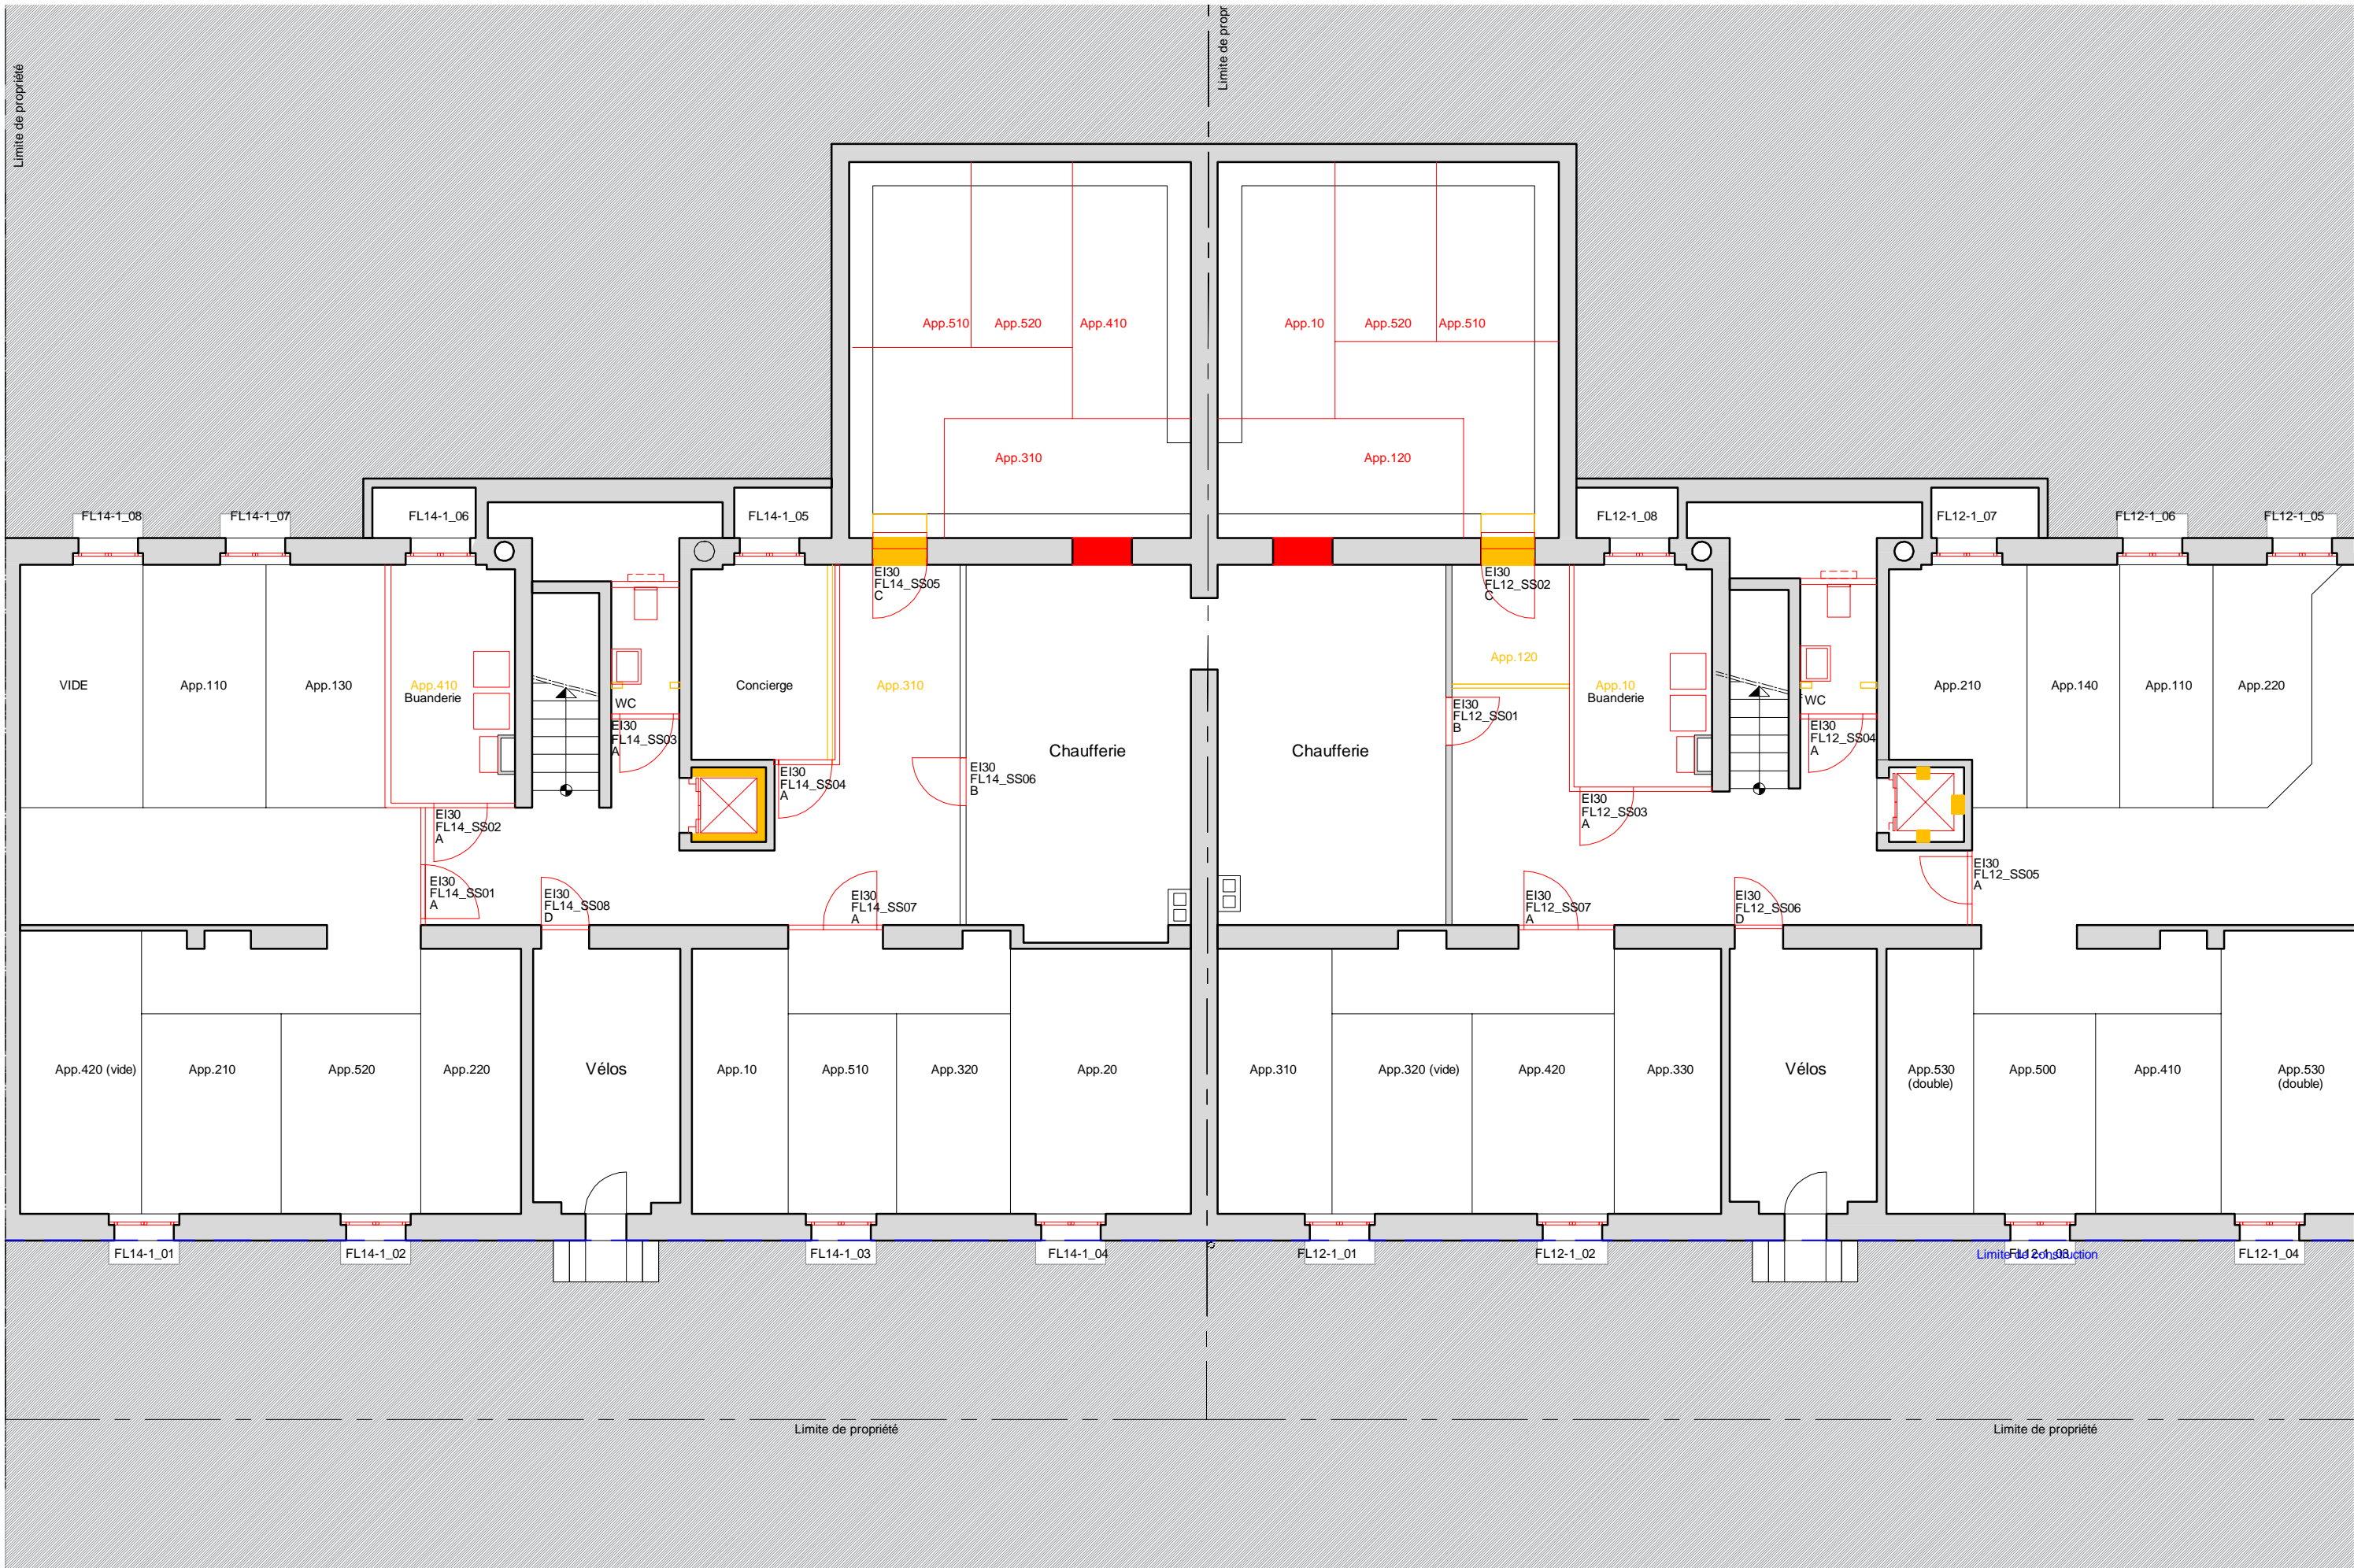 Limite de propriété
Limite de propr
App.510
App.520
App.410
App.10
App.520
App.510
App.310
App.120
FL14-1_08
FL14-1_07
FL14-1_06
FL14-1_05
FL12-1_08
FL12-1_07
FL12-1_06
FL12-1_05
EI30
FL14_SS05
C
EI30
FL12_SS02
C
VIDE
App.110
App.130
App.410
Buanderie
WC
EI30
FL14_SS03
A
Concierge
App.310
App.120
App.10
Buanderie
WC
EI30
FL12_SS04
A
App.210
App.140
App.110
App.220
EI30
FL12_SS01
B
Chaufferie
Chaufferie
EI30
FL14_SS04
A
EI30
FL14_SS06
B
EI30
FL14_SS02
A
EI30
FL12_SS03
A
EI30
FL14_SS01
A
EI30
FL14_SS08
D
EI30
FL14_SS07
A
EI30
FL12_SS07
A
EI30
FL12_SS06
D
EI30
FL12_SS05
A
App.420 (vide)
App.210
App.520
App.220
Vélos
App.10
App.510
App.320
App.20
App.310
App.320 (vide)
App.420
App.330
Vélos
App.530
(double)
App.500
App.410
App.530
(double)
FL14-1_01
FL14-1_02
FL14-1_03
FL14-1_04
FL12-1_01
FL12-1_02
Limite de construction
FL12-1_03
FL12-1_04
Limite de propriété
Limite de propriété